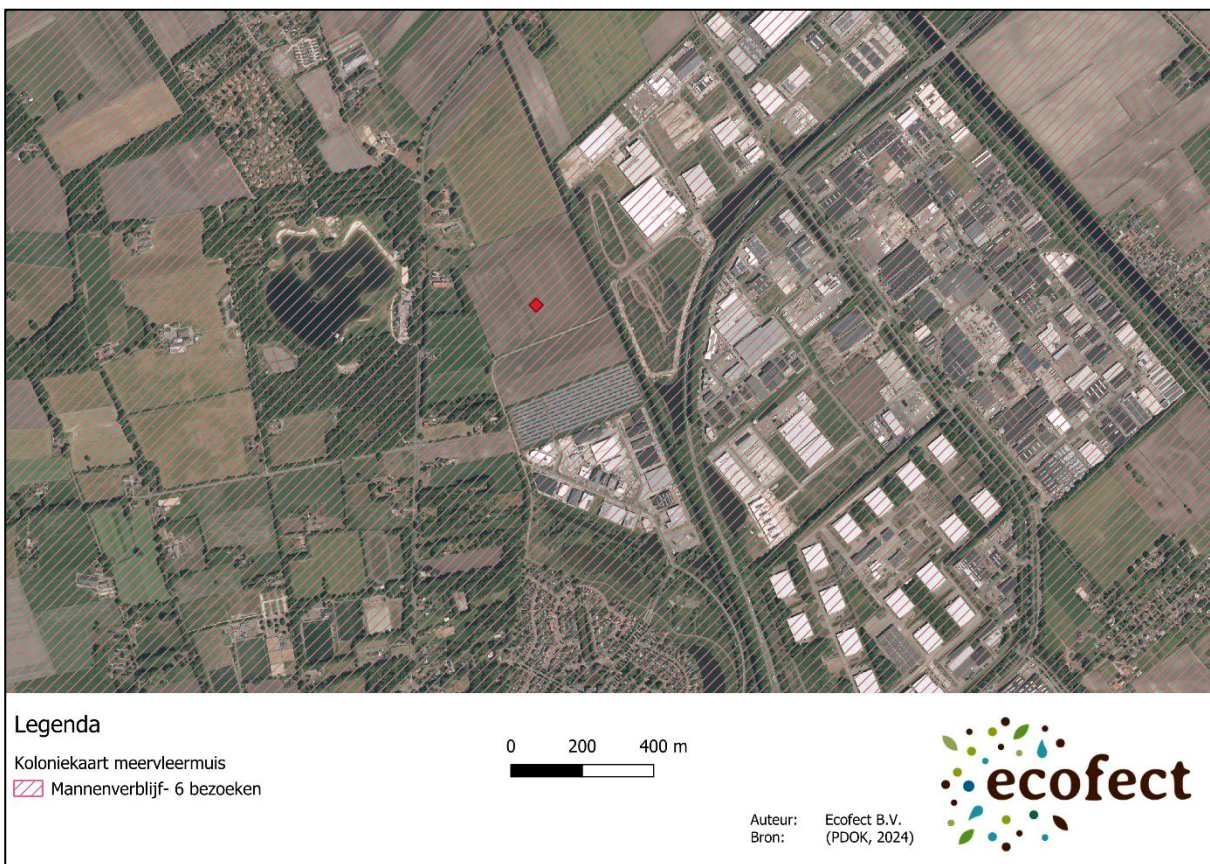 Legenda
Koloniekaart meervleermuis
Mannenverblijf- 6 bezoeken
0 200 400 m
Auteur: Ecofect B.V.
Bron: (PDOK, 2024)
ecofect